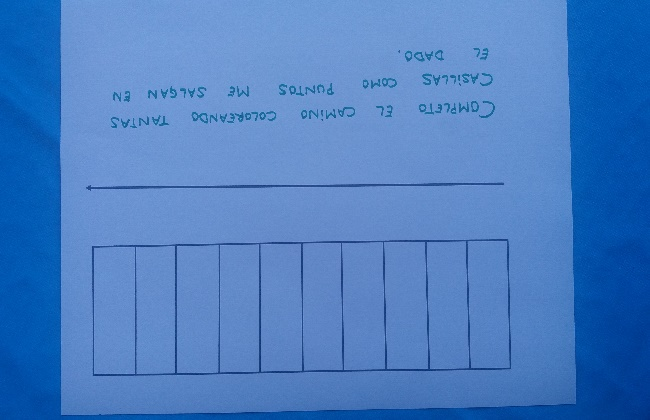 COMPLETO EL CAMINO COLOREANDO TANTAS
CASILLAS COMO PUNTOS ME SALGAN EN
EL DADO.